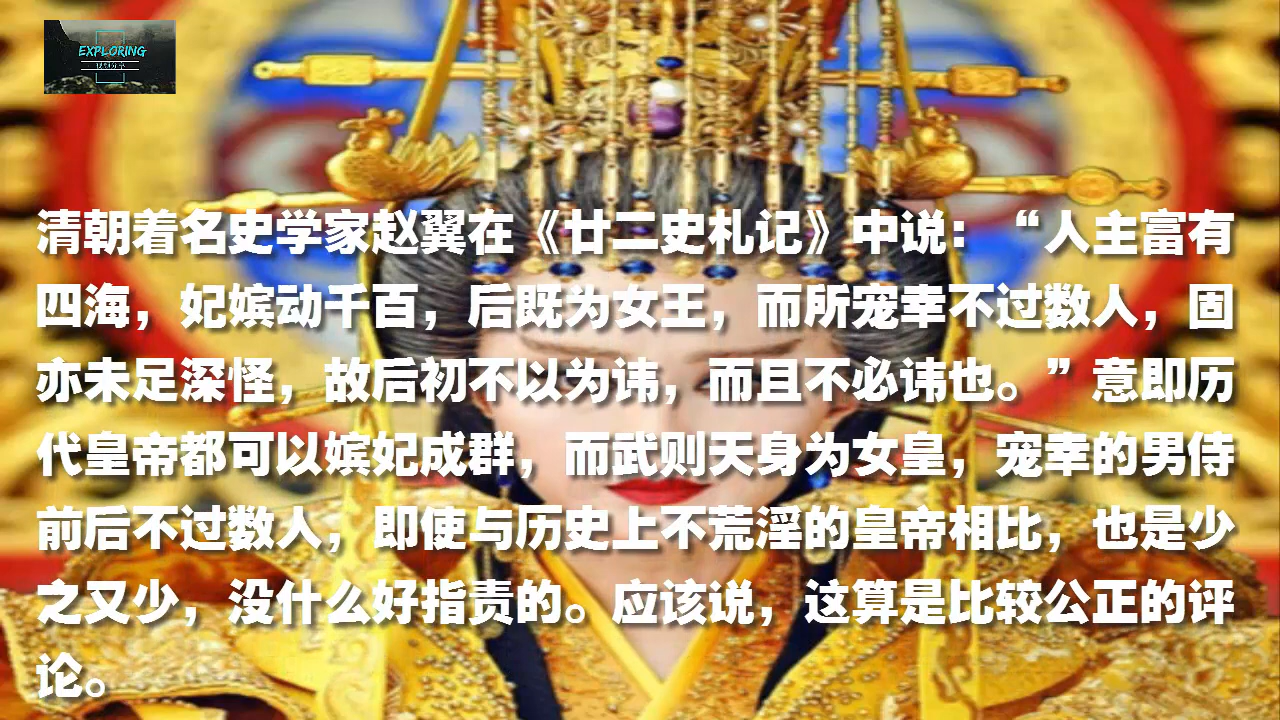 EXPLORING
清朝着名史学家赵翼在《廿二史札记》中说：“人主富有
四海，妃嫔动千百，后既为女王，而所宠幸不过数人，固
亦未足深怪，故后初不以为讳，而且不必讳也。”意即历
代皇帝都可以嫔妃成群，而武则天身为女皇，宠幸的男侍
前后不过数人，即使与历史上不荒淫的皇帝相比，也是少
之又少，没什么好指责的。应该说，这算是比较公正的评
论。